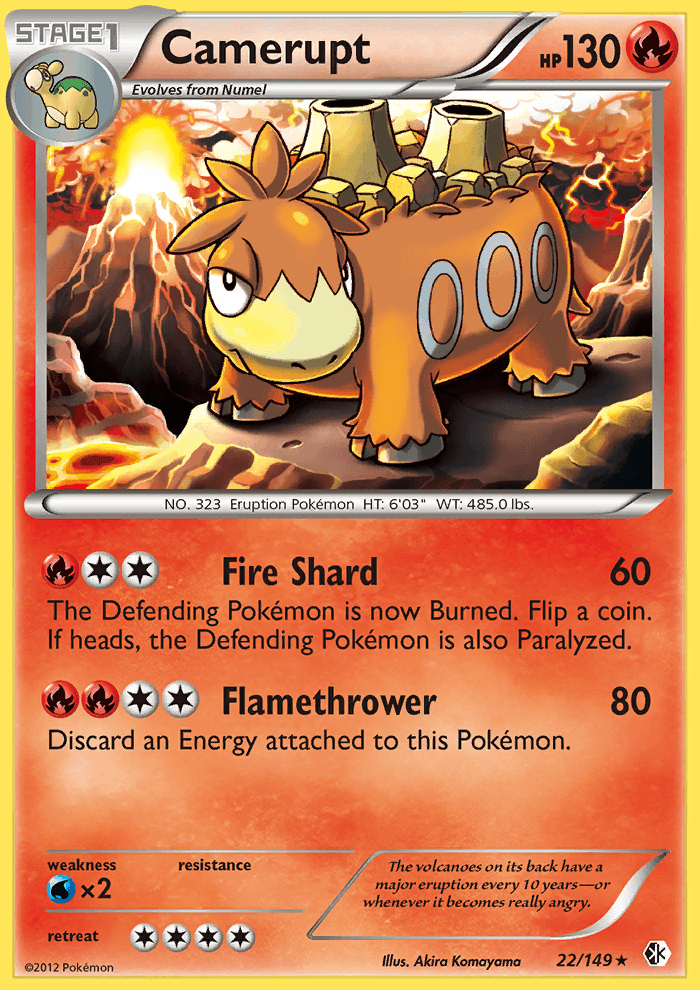 STAGE1
Camerupt
HP130
Evolves from Numel
NO. 323 Eruption Pokémon HT: 6'03" WT: 485.0 lbs.
Fire Shard 60
The Defending Pokémon is now Burned. Flip a coin.
If heads, the Defending Pokémon is also Paralyzed.
Flamethrower 80
Discard an Energy attached to this Pokémon.
weakness resistance
×2
retreat
The volcanoes on its back have a
major eruption every 10 years—or
whenever it becomes really angry.
Illus. Akira Komayama 22/149 ★
©2012 Pokémon